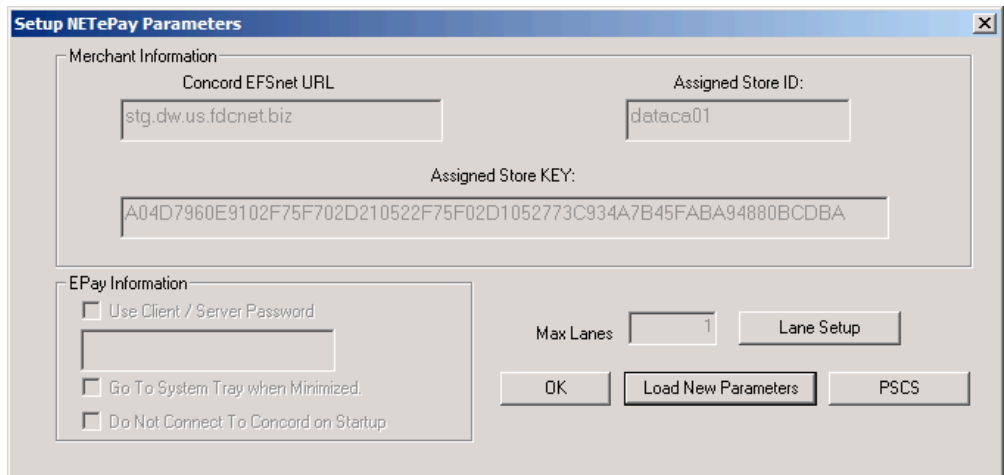 Setup NETePay Parameters
Merchant Information
Concord EFSnet URL
Assigned Store ID:
stg.dw.us.fdcnet.biz
dataca01
Assigned Store KEY:
A04D7960E9102F75F702D210522F75F02D1052773C934A7B45FABA94880BCDBA
EPay Information
Use Client / Server Password
Max Lanes
1
Lane Setup
Go To System Tray when Minimized.
OK
Load New Parameters
PSCS
Do Not Connect To Concord on Startup